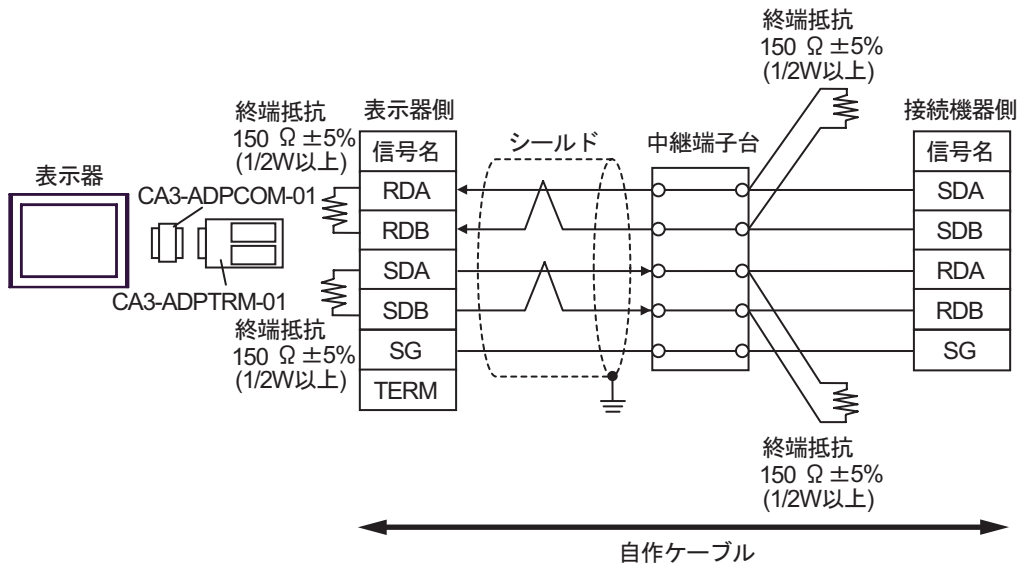 終端抵抗
150 Ω ±5%
(1/2W以上)
表示器
CA3-ADPCOM-01
CA3-ADPTRM-01
終端抵抗
150 Ω ±5%
(1/2W以上)
終端抵抗
150 Ω ±5%
(1/2W以上)
表示器側
信号名
RDA
RDB
SDA
SDB
SG
TERM
シールド
中継端子台
接続機器側
信号名
SDA
SDB
RDA
RDB
SG
終端抵抗
150 Ω ±5%
(1/2W以上)
自作ケーブル